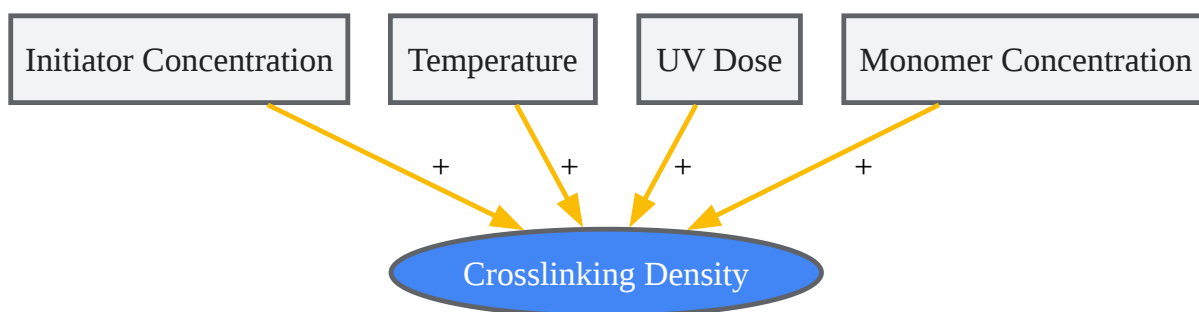 Initiator Concentration
Temperature
UV Dose
Monomer Concentration
+
+
+
+
Crosslinking Density